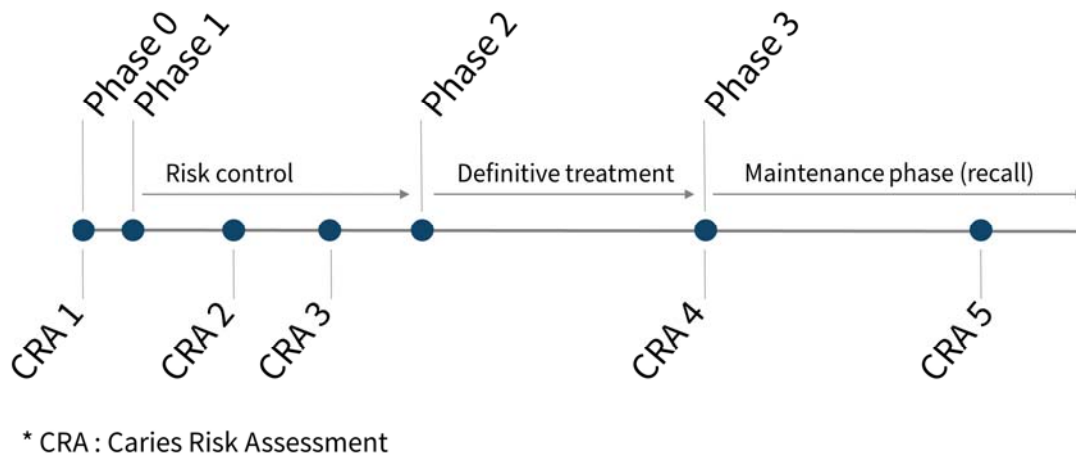 Phase 0
Phase 1
Phase 2
Phase 3
Risk control
Definitive treatment
Maintenance phase (recall)
CRA 1
CRA 2
CRA 3
CRA 4
CRA 5
* CRA : Caries Risk Assessment